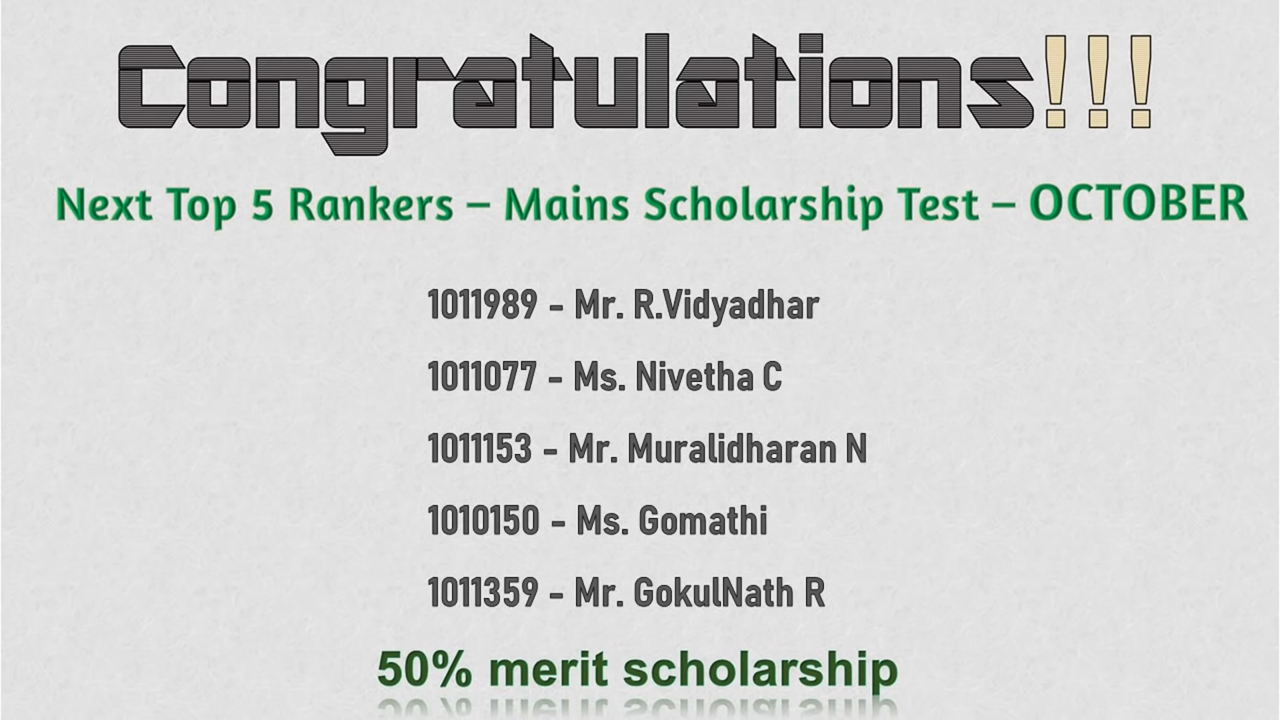 Congratulations!!!
Next Top 5 Rankers – Mains Scholarship Test – OCTOBER
1011989 - Mr. R.Vidyadhar
1011077 - Ms. Nivetha C
1011153 - Mr. Muralidharan N
1010150 - Ms. Gomathi
1011359 - Mr. GokulNath R
50% merit scholarship